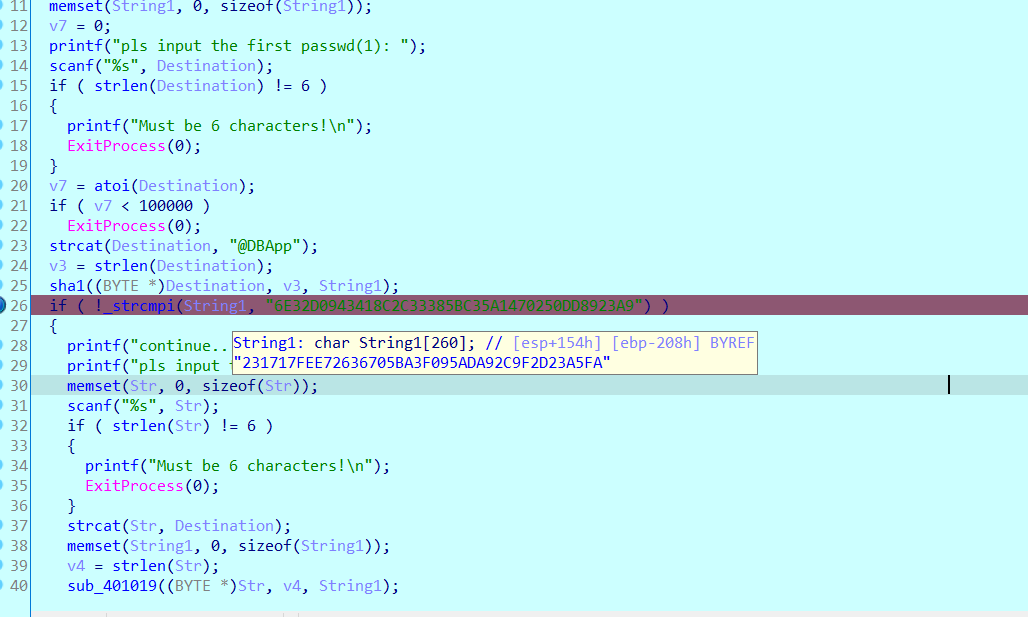 11 memset(String1, 0, sizeof(String1));
12 v7 = 0;
13 printf("pls input the first passwd(1): ");
14 scanf("%s", Destination);
15 if ( strlen(Destination) != 6 )
16 {
17 printf("Must be 6 characters!\n");
18 ExitProcess(0);
19 }
20 v7 = atoi(Destination);
21 if ( v7 < 100000 )
22 ExitProcess(0);
23 strcat(Destination, "@DBApp");
24 v3 = strlen(Destination);
25 sha1((BYTE *)Destination, v3, String1);
26 if ( !_strcmpi(String1, "6E32D0943418C2C33385BC35A1470250DD8923A9") )
27 {
28 printf("continue..
String1: char String1[260]; // [esp+154h] [ebp-208h] BYREF
29 printf("pls input
"231717FEE72636705BA3F095ADA92C9F2D23A5FA"
30 memset(Str, 0, sizeof(Str));
31 scanf("%s", Str);
32 if ( strlen(Str) != 6 )
33 {
34 printf("Must be 6 characters!\n");
35 ExitProcess(0);
36 }
37 strcat(Str, Destination);
38 memset(String1, 0, sizeof(String1));
39 v4 = strlen(Str);
40 sub_401019((BYTE *)Str, v4, String1);